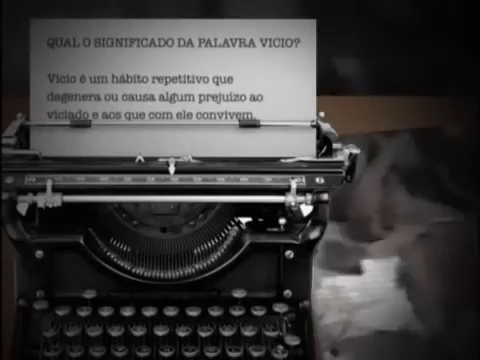 QUAL O SIGNIFICADO DA PALAVRA VICIO?
Vício é um hábito repetitivo que
degenera ou causa algum prejuízo ao
viciado e aos que com ele convivem.